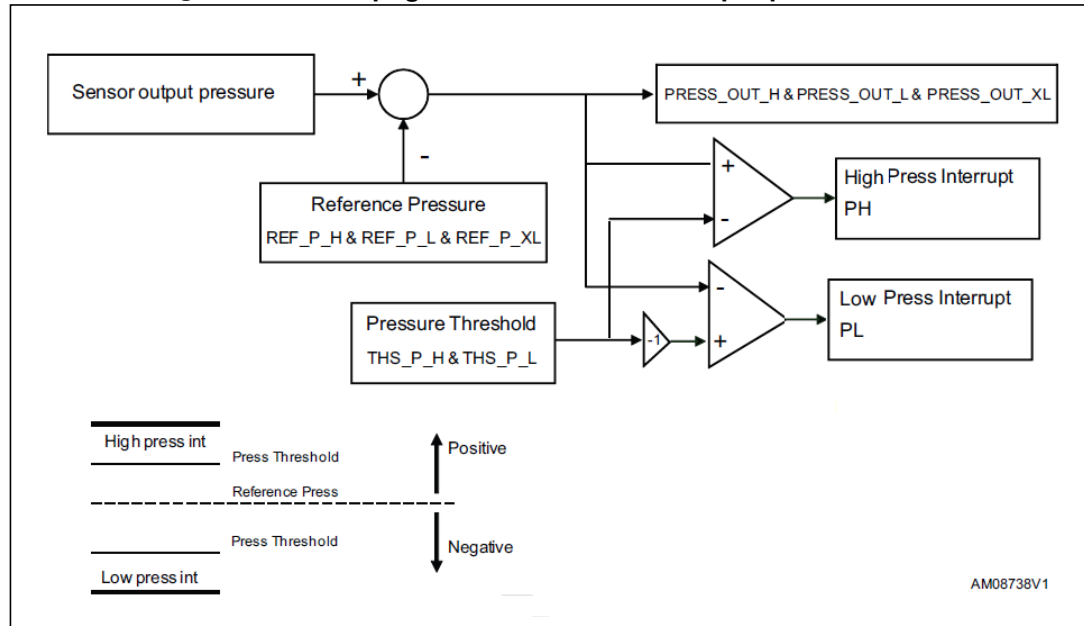 Sensor output pressure
+
PRESS_OUT_H & PRESS_OUT_L & PRESS_OUT_XL
-
Reference Pressure
REF_P_H & REF_P_L & REF_P_XL
+
-
High Press Interrupt
PH
Pressure Threshold
THS_P_H & THS_P_L
-1
-
+
Low Press Interrupt
PL
High press int
Press Threshold
Positive
Reference Press
Press Threshold
Negative
Low press int
AM08738V1